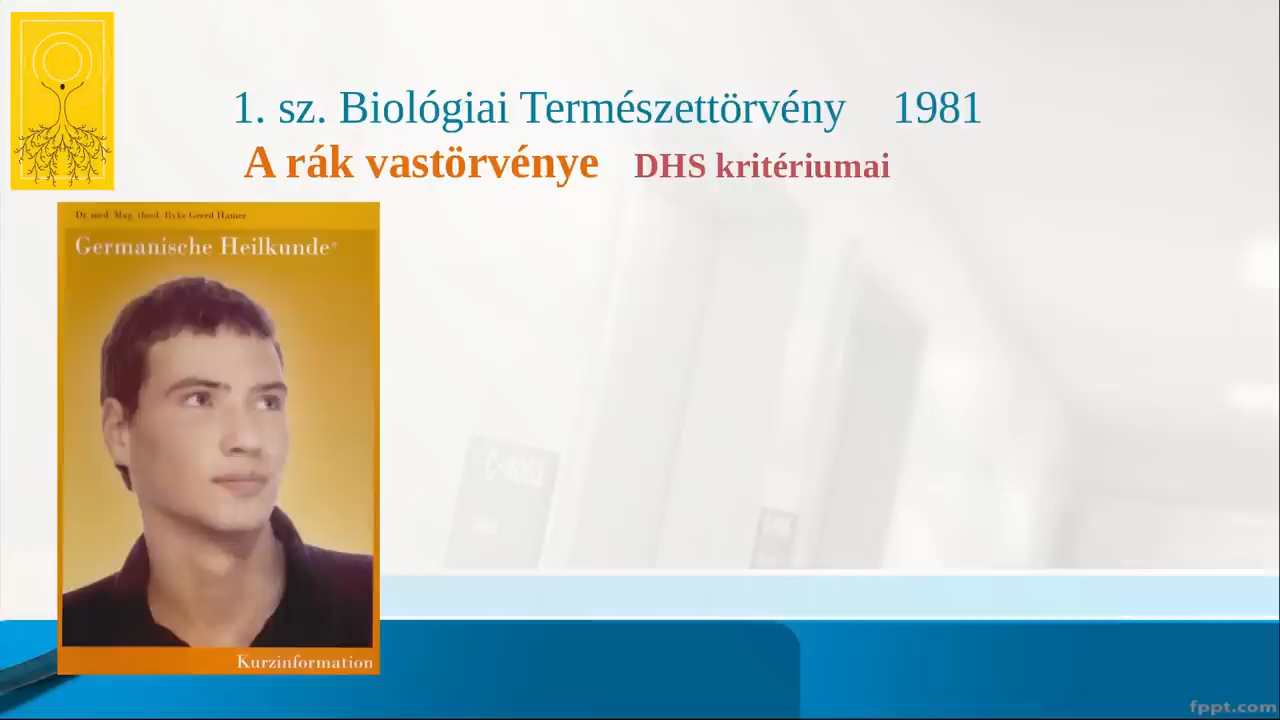 1. sz. Biológiai Természettörvény 1981
A rák vastörvénye DHS kritériumai
Dr. med. Mag. theol. Ryke Geerd Hamer
Germanische Heilkunde®
Kurzinformation
fppt.com